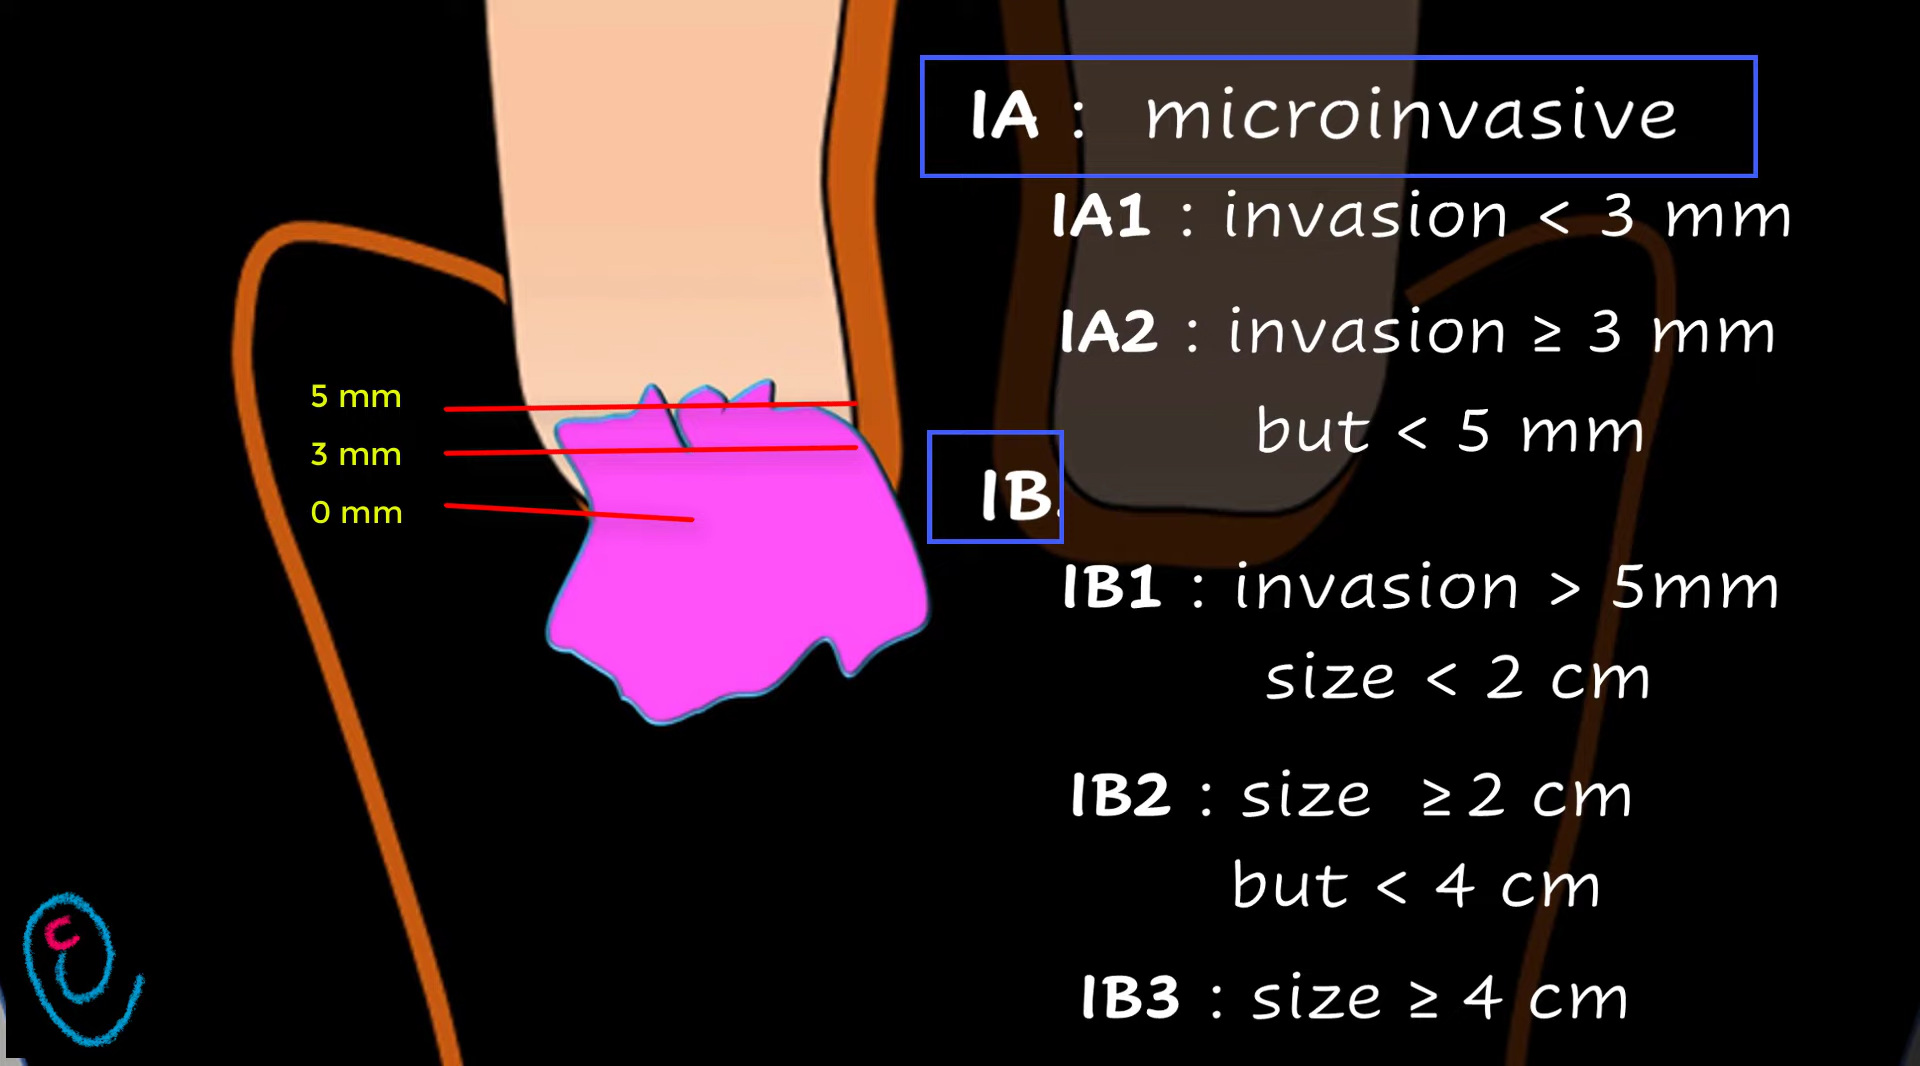 IA : microinvasive
IA1 : invasion < 3 mm
IA2 : invasion ≥ 3 mm
but < 5 mm
IB
IB1 : invasion > 5mm
size < 2 cm
IB2 : size ≥ 2 cm
but < 4 cm
IB3 : size ≥ 4 cm
5 mm
3 mm
0 mm